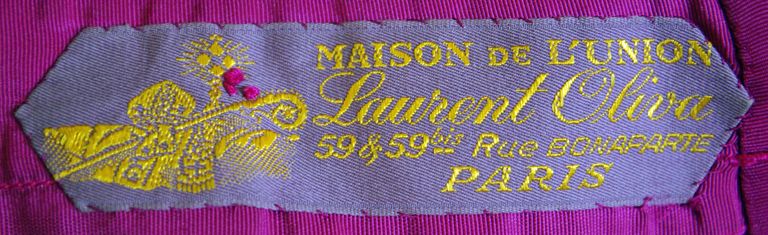 MAISON DE L'UNION
Laurent Oliva
59 & 59bis Rue BONAPARTE
PARIS